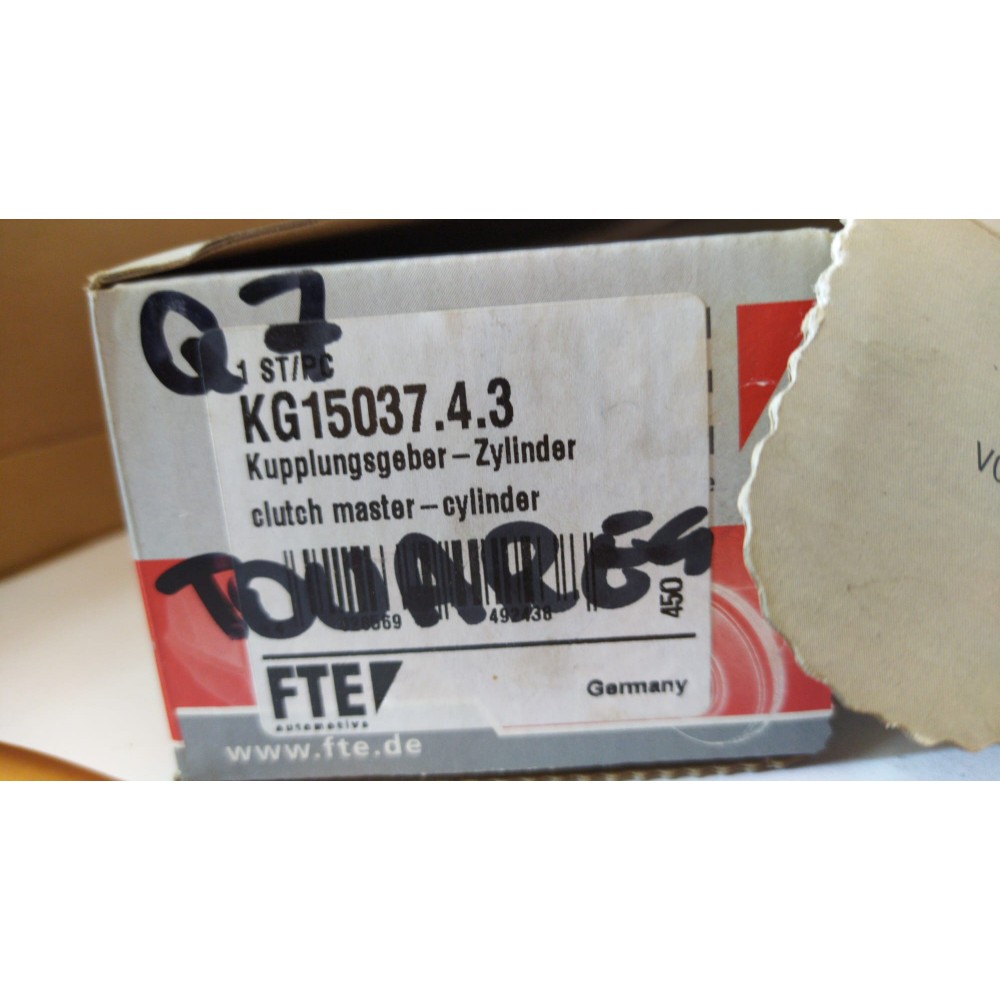 Q7
1 ST/PC
KG15037.4.3
Kupplungsgeber-Zylinder
clutch master-cylinder
TOUAREG
492438
450
FTE
automotive
Germany
www.fte.de